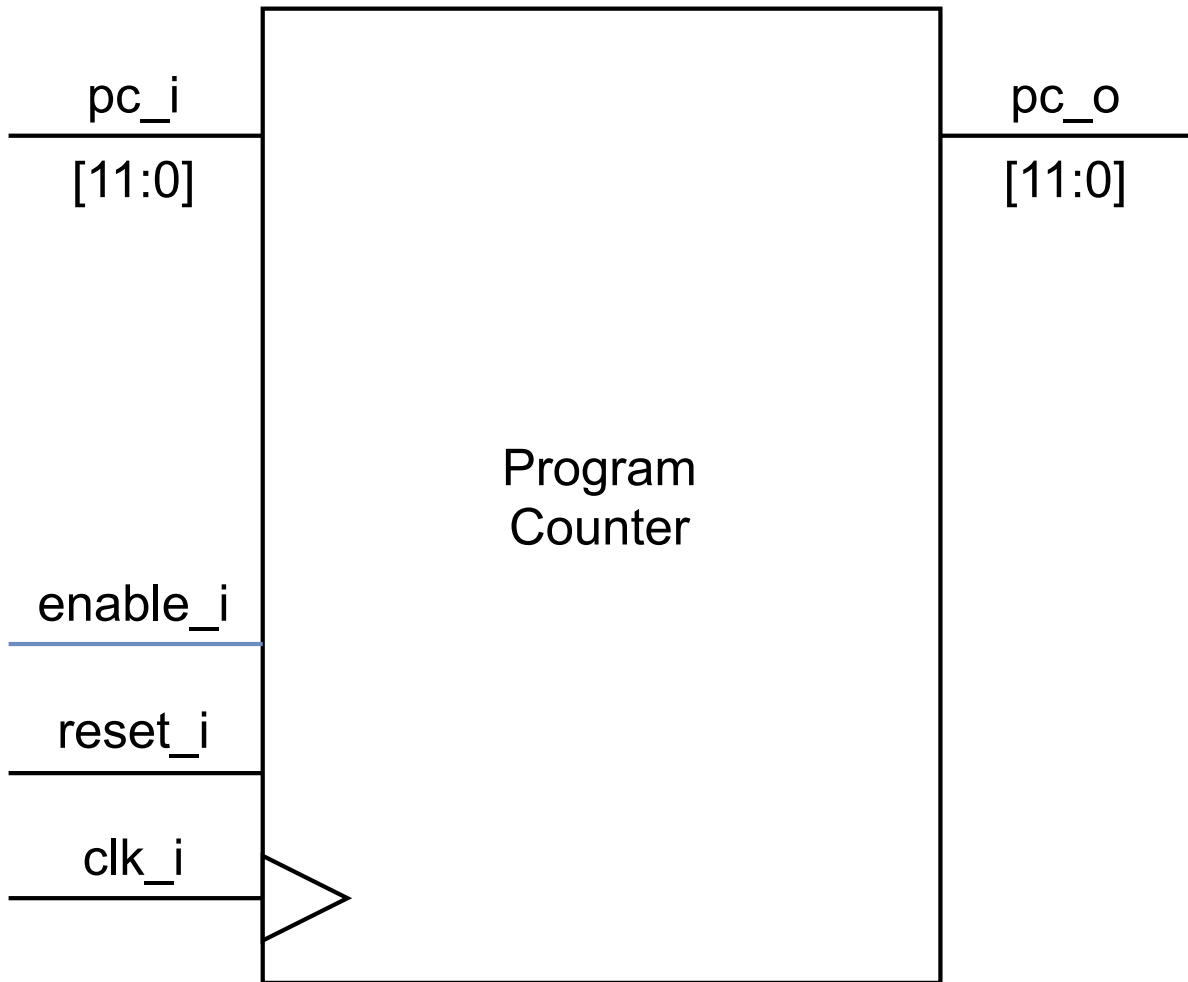 pc_i
[11:0]
pc_o
[11:0]
Program
Counter
enable_i
reset_i
clk_i